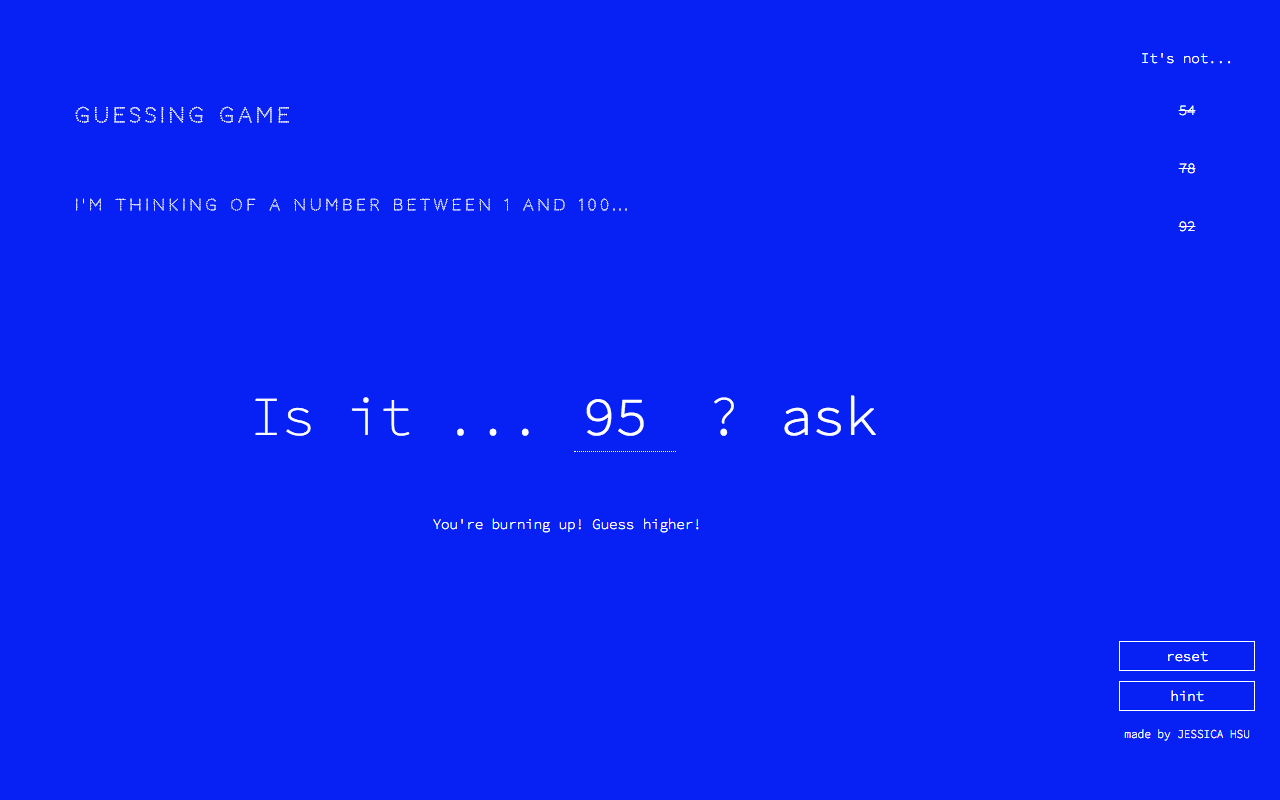 It's not...
GUESSING GAME
54
78
I'M THINKING OF A NUMBER BETWEEN 1 AND 100...
92
Is it ... 95 ? ask
You're burning up! Guess higher!
reset
hint
made by JESSICA HSU